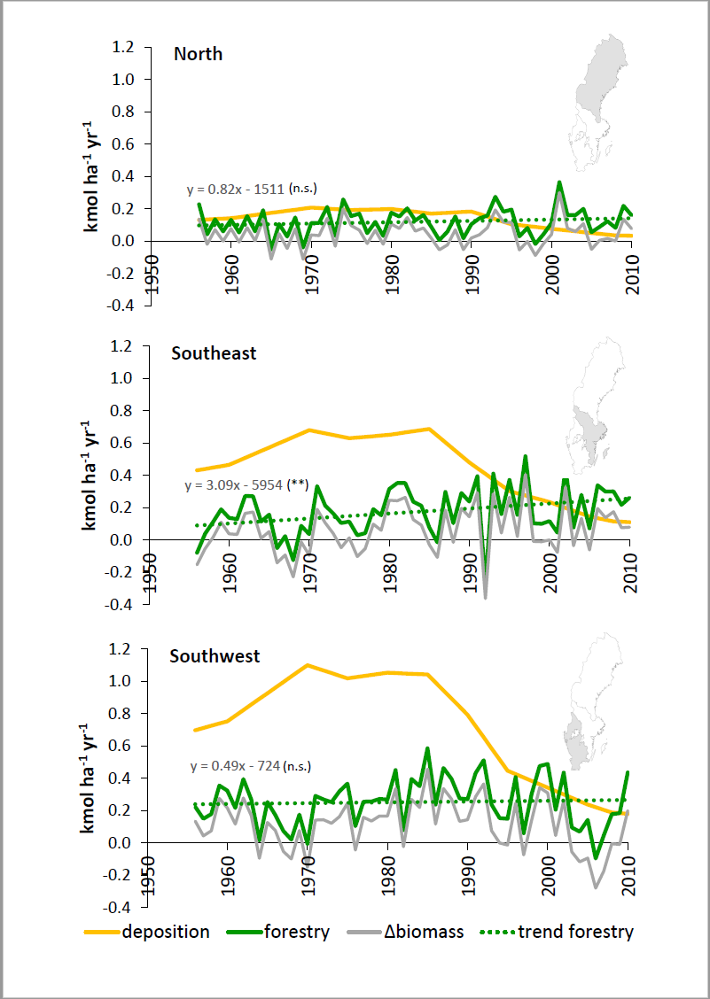 North
kmol ha⁻¹ yr⁻¹
1.2
1.0
0.8
0.6
0.4
0.2
0.0
-0.2
-0.4
y = 0.82x - 1511 (n.s.)
1950 1960 1970 1980 1990 2000 2010
Southeast
kmol ha⁻¹ yr⁻¹
1.2
1.0
0.8
0.6
0.4
0.2
0.0
-0.2
-0.4
y = 3.09x - 5954 (**)
1950 1960 1970 1980 1990 2000 2010
Southwest
kmol ha⁻¹ yr⁻¹
1.2
1.0
0.8
0.6
0.4
0.2
0.0
-0.2
-0.4
y = 0.49x - 724 (n.s.)
1950 1960 1970 1980 1990 2000 2010
deposition forestry Δbiomass trend forestry